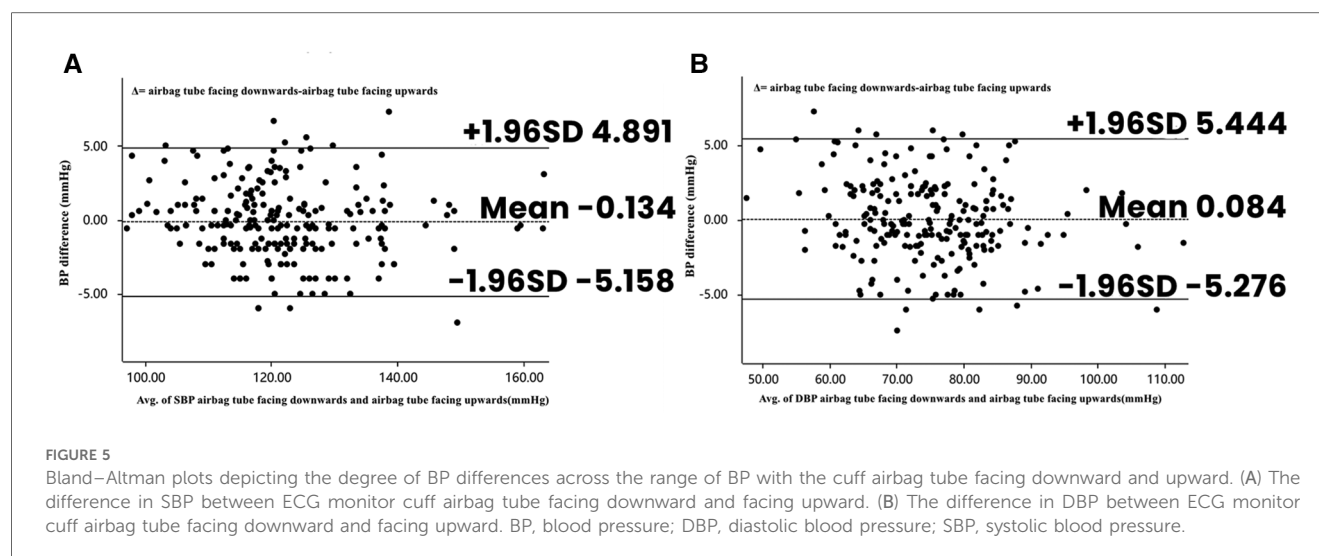 A
Δ= airbag tube facing downwards-airbag tube facing upwards
+1.96SD 4.891
5.00
Mean −0.134
0.00
−1.96SD −5.158
-5.00
BP difference (mmHg)
100.00 120.00 140.00 160.00
Avg. of SBP airbag tube facing downwards and airbag tube facing upwards(mmHg)
B
Δ= airbag tube facing downwards-airbag tube facing upwards
+1.96SD 5.444
5.00
Mean 0.084
0.00
−1.96SD −5.276
-5.00
BP difference (mmHg)
50.00 60.00 70.00 80.00 90.00 100.00 110.00
Avg. of DBP airbag tube facing downwards and airbag tube facing upwards(mmHg)
FIGURE 5
Bland–Altman plots depicting the degree of BP differences across the range of BP with the cuff airbag tube facing downward and upward. (A) The
difference in SBP between ECG monitor cuff airbag tube facing downward and facing upward. (B) The difference in DBP between ECG monitor
cuff airbag tube facing downward and facing upward. BP, blood pressure; DBP, diastolic blood pressure; SBP, systolic blood pressure.